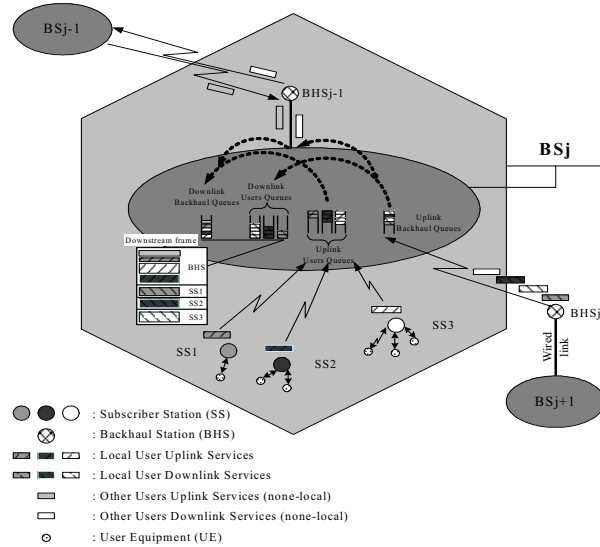 BSj-1
BHSj-1
BSj
Downlink
Backhaul Queues
Downlink
Users Queues
Uplink
Backhaul Queues
Uplink
Users Queues
Downstream frame
BHS
SS1
SS2
SS3
SS1
SS2
SS3
BHSj
Wired
link
BSj+1
: Subscriber Station (SS)
: Backhaul Station (BHS)
: Local User Uplink Services
: Local User Downlink Services
: Other Users Uplink Services (none-local)
: Other Users Downlink Services (none-local)
: User Equipment (UE)